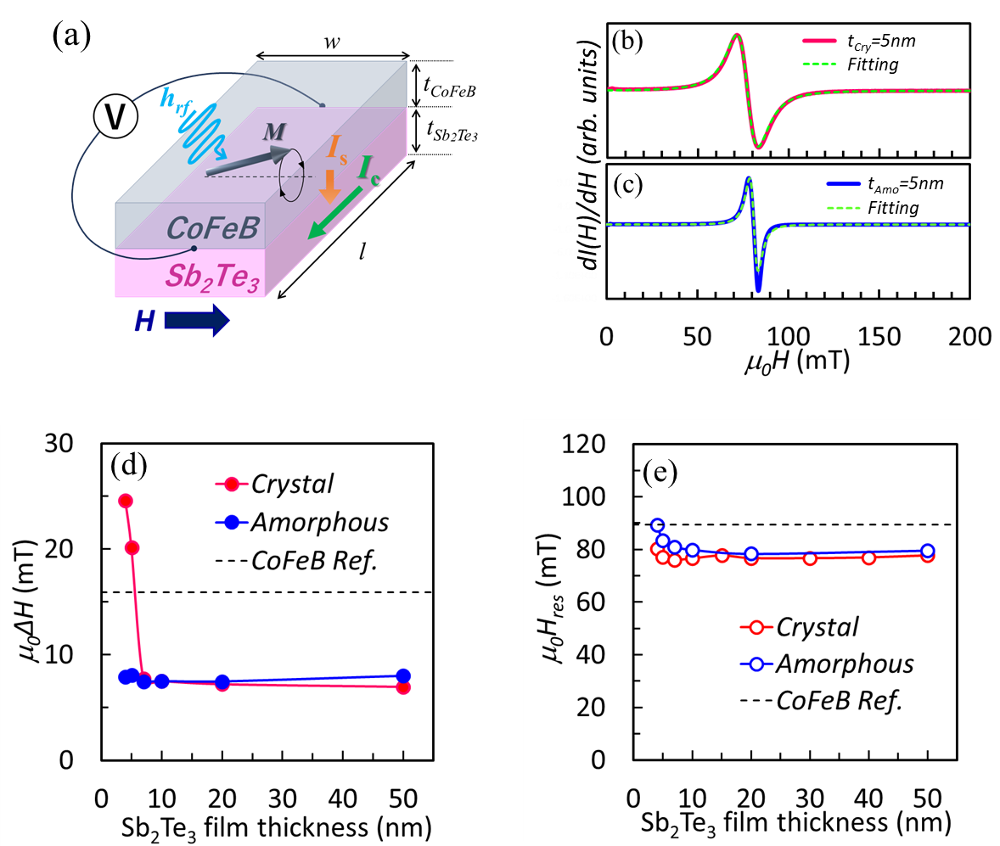 (a)
w
t_CoFeB
t_Sb₂Te₃
h_rf
V
M
I_s
I_c
CoFeB
Sb₂Te₃
l
H
(b)
t_Cry=5nm
Fitting
(c)
t_Amo=5nm
Fitting
dI(H)/dH (arb. units)
0 50 100 150 200
μ₀H (mT)
(d)
Crystal
Amorphous
CoFeB Ref.
30
20
10
0
μ₀ΔH (mT)
0 10 20 30 40 50
Sb₂Te₃ film thickness (nm)
(e)
120
100
80
60
40
20
0
μ₀H_res (mT)
Crystal
Amorphous
CoFeB Ref.
0 10 20 30 40 50
Sb₂Te₃ film thickness (nm)